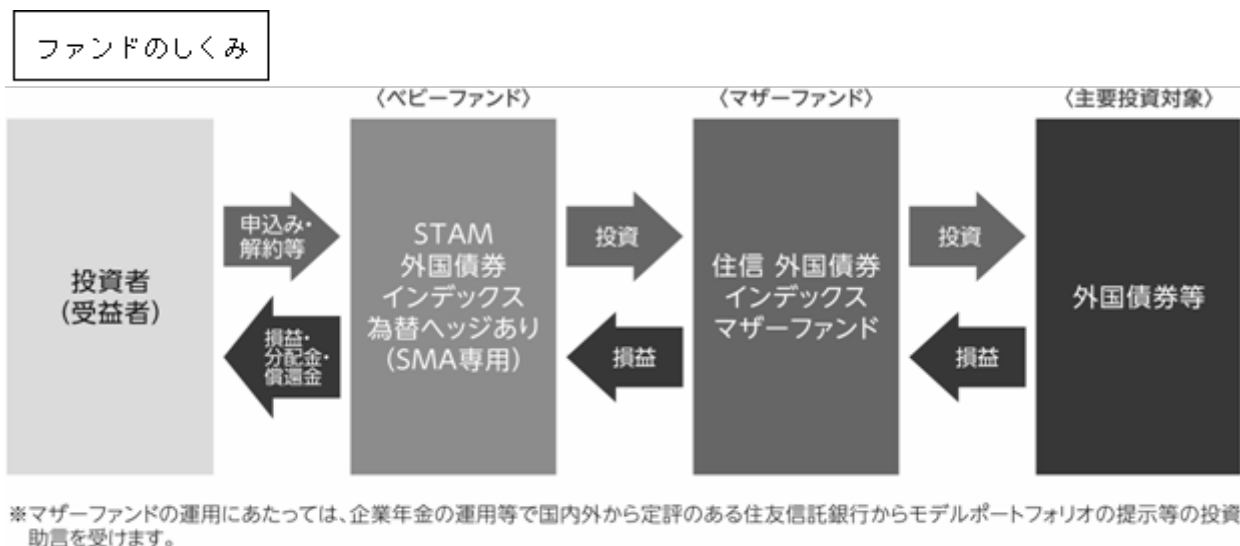 ファンドのしくみ
〈ベビーファンド〉
〈マザーファンド〉
〈主要投資対象〉
投資者
(受益者)
申込み・
解約等
損益・
分配金・
償還金
STAM
外国債券
インデックス
為替ヘッジあり
(SMA専用)
投資
損益
住信 外国債券
インデックス
マザーファンド
投資
損益
外国債券等
※マザーファンドの運用にあたっては、企業年金の運用等で国内外から定評のある住友信託銀行からモデルポートフォリオの提示等の投資
助言を受けます。